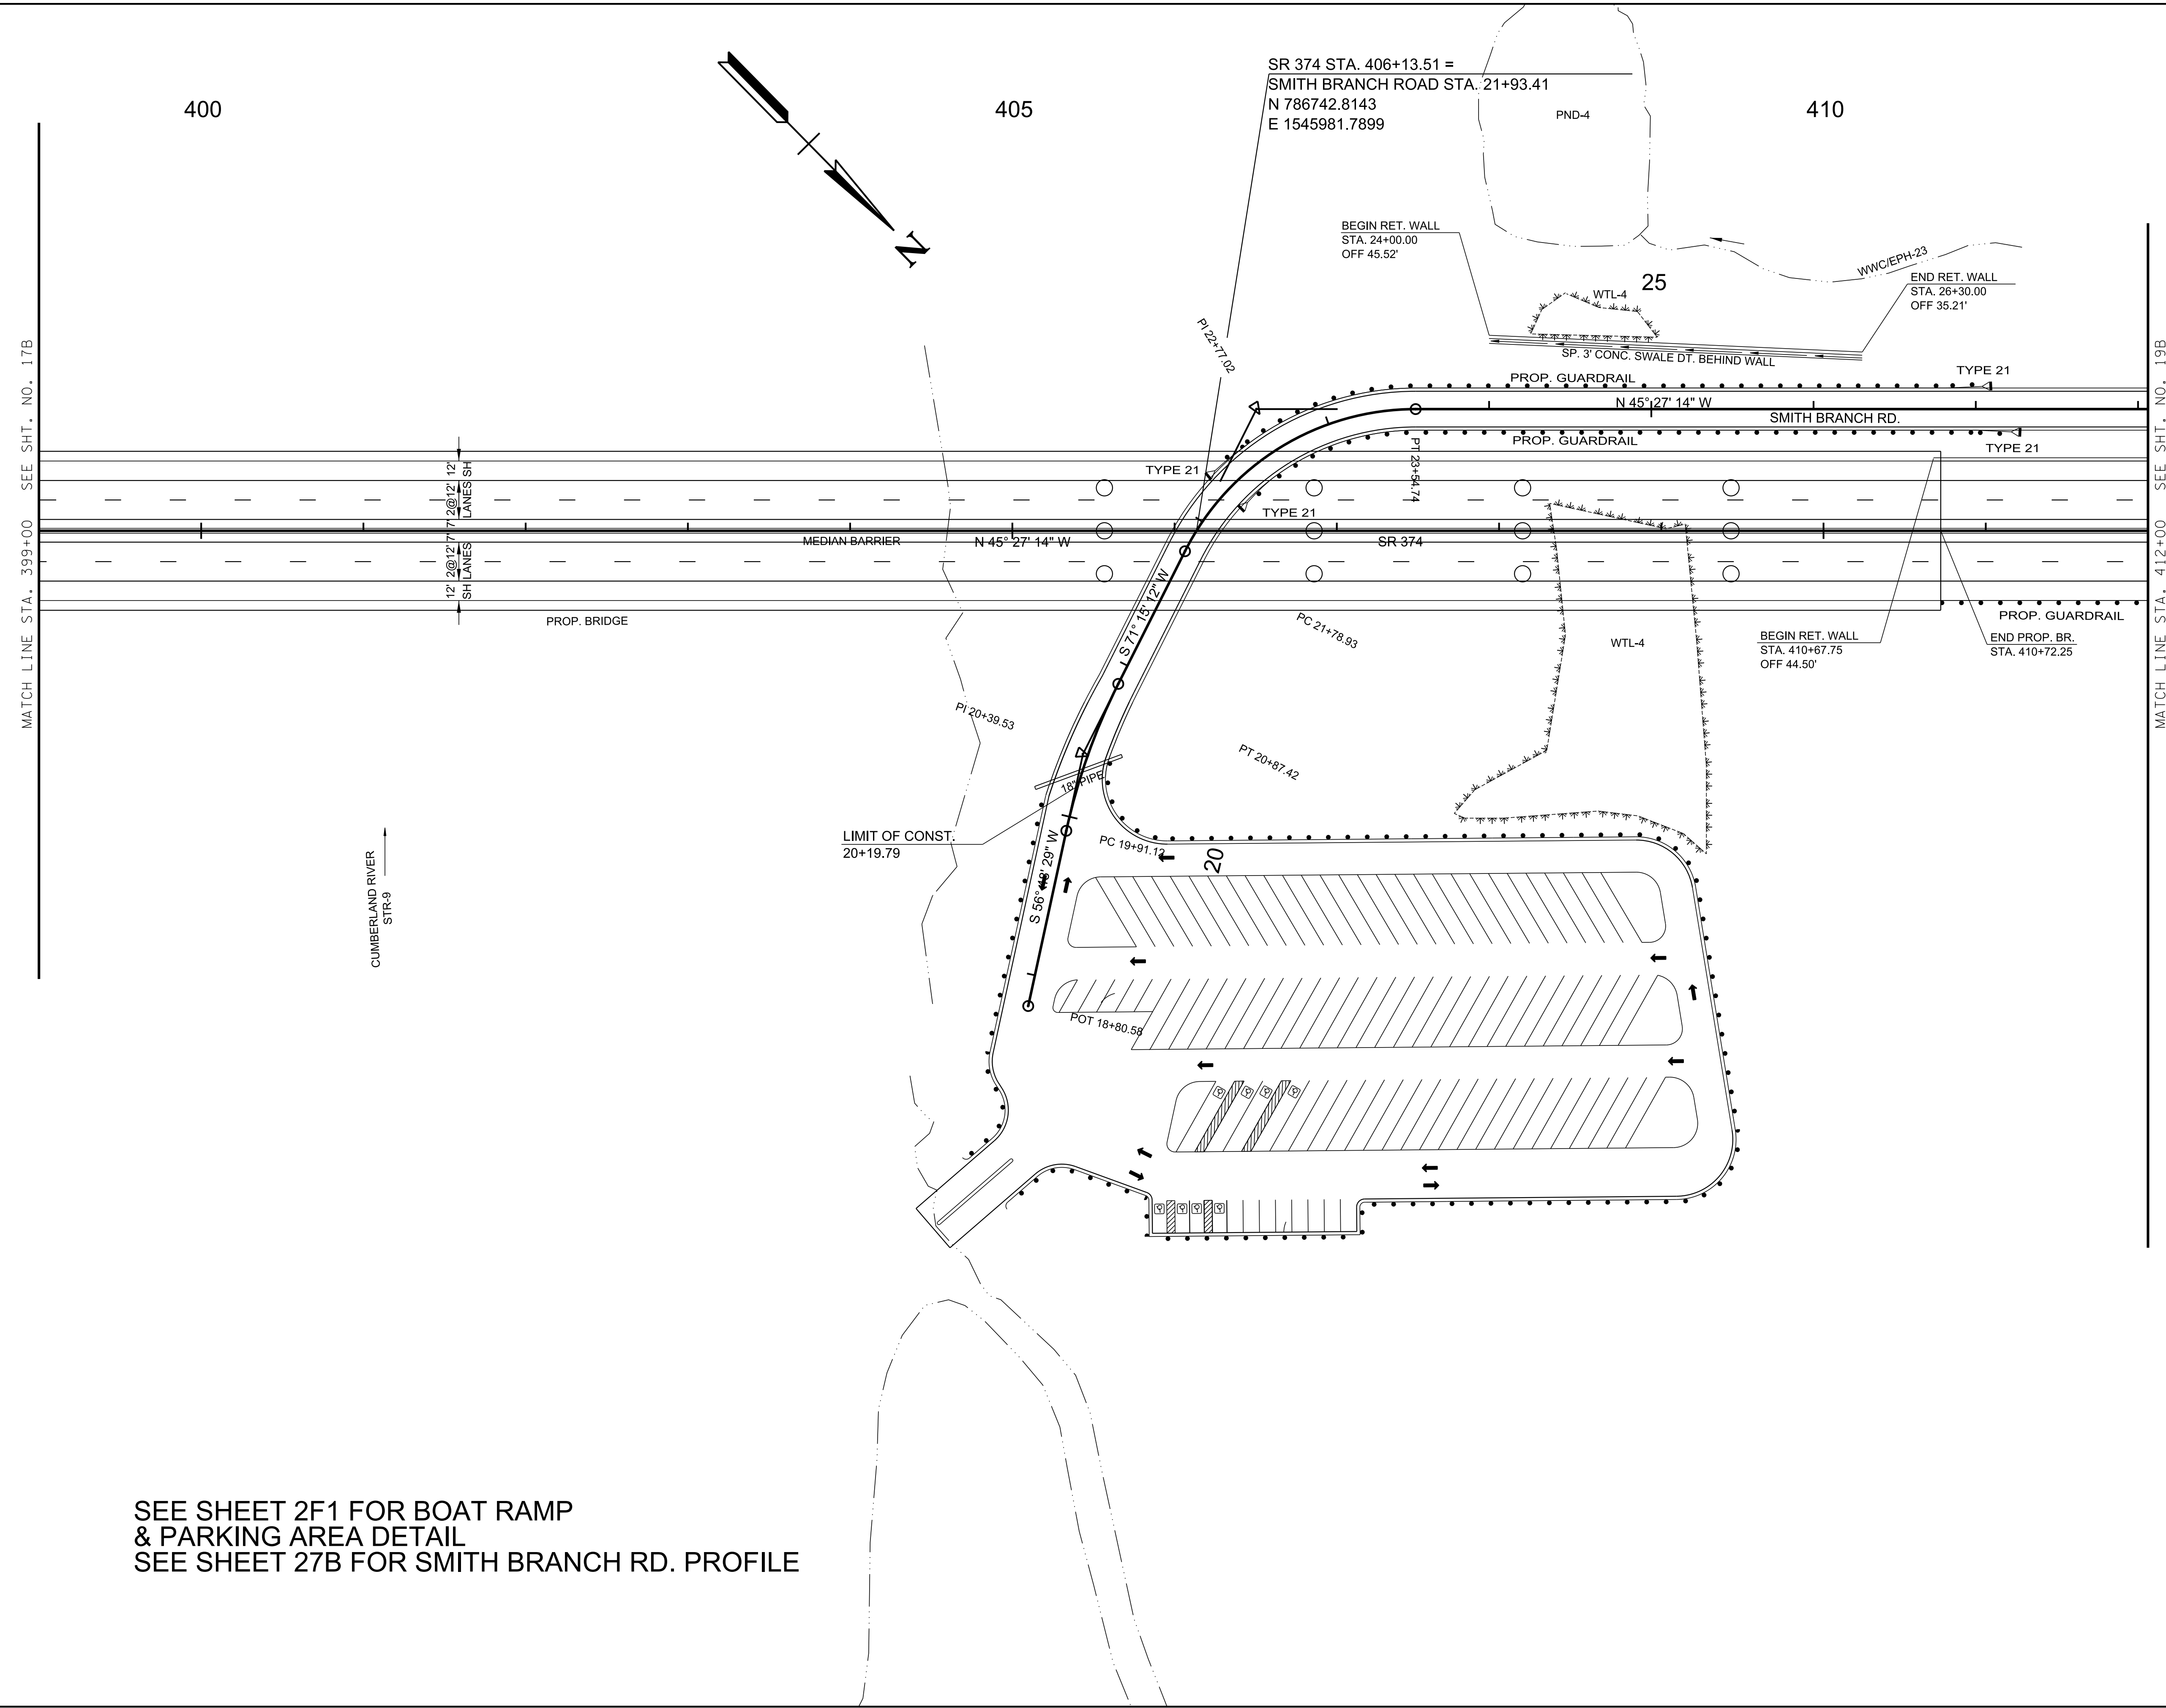 400
405
410
SR 374 STA. 406+13.51 =
SMITH BRANCH ROAD STA. 21+93.41
N 786742.8143
E 1545981.7899
PND-4
N
BEGIN RET. WALL
STA. 24+00.00
OFF 45.52'
WWC/EPH-23
25
WTL-4
END RET. WALL
STA. 26+30.00
OFF 35.21'
PI 22+77.02
SP. 3' CONC. SWALE DT. BEHIND WALL
TYPE 21
PROP. GUARDRAIL
N 45° 27' 14" W
SMITH BRANCH RD.
PROP. GUARDRAIL
TYPE 21
PT 23+54.74
TYPE 21
TYPE 21
MATCH LINE STA. 399+00 SEE SHT. NO. 17B
MATCH LINE STA. 412+00 SEE SHT. NO. 19B
12' 2@12' 7' 7' 2@12' 12'
SH LANES LANES SH
MEDIAN BARRIER
N 45° 27' 14" W
SR 374
PROP. BRIDGE
S 71° 15' 12" W
PC 21+78.93
WTL-4
PROP. GUARDRAIL
BEGIN RET. WALL
STA. 410+67.75
OFF 44.50'
END PROP. BR.
STA. 410+72.25
PI 20+39.53
PT 20+87.42
18" PIPE
LIMIT OF CONST.
20+19.79
PC 19+91.12
20
S 56° 48' 29" W
CUMBERLAND RIVER
STR-9
POT 18+80.58
SEE SHEET 2F1 FOR BOAT RAMP
& PARKING AREA DETAIL
SEE SHEET 27B FOR SMITH BRANCH RD. PROFILE